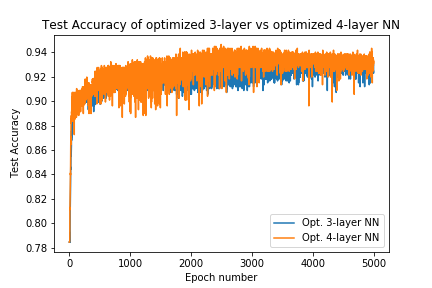 Test Accuracy of optimized 3-layer vs optimized 4-layer NN
0.94
0.92
0.90
0.88
0.86
0.84
0.82
0.80
0.78
Test Accuracy
Opt. 3-layer NN
Opt. 4-layer NN
0 1000 2000 3000 4000 5000
Epoch number